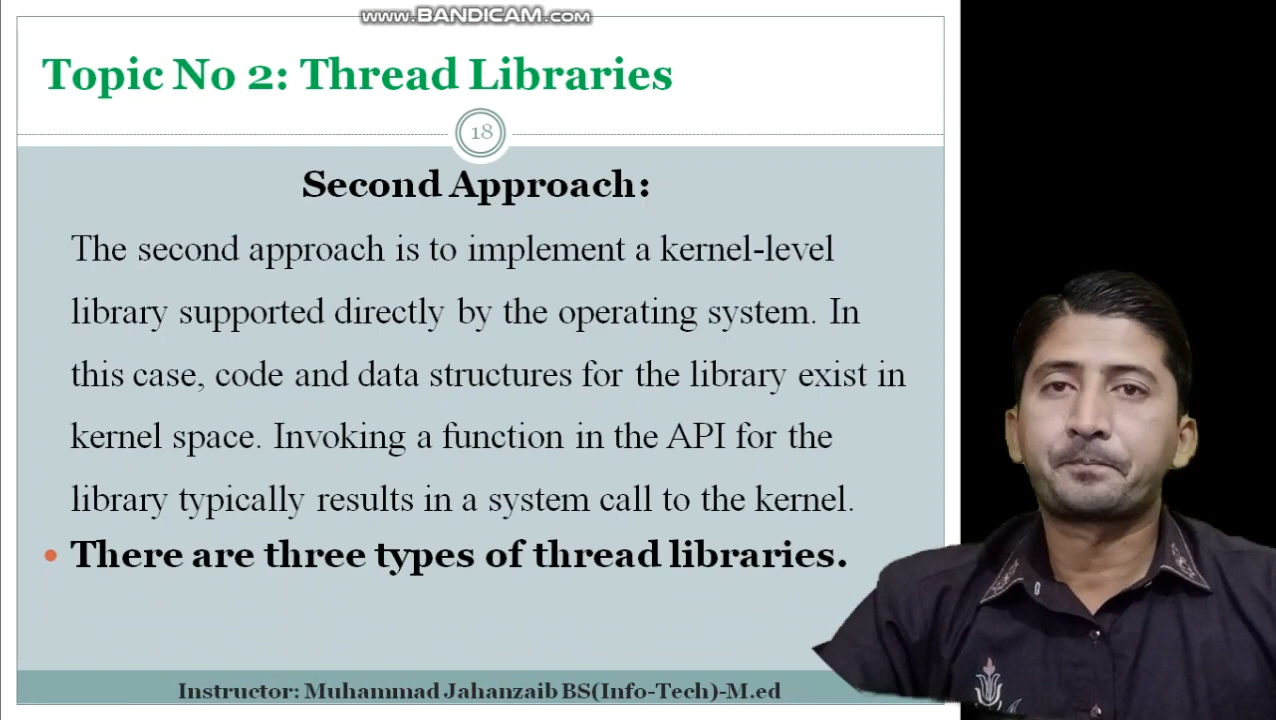 www.BANDICAM.com
Topic No 2: Thread Libraries
18
Second Approach:
The second approach is to implement a kernel-level
library supported directly by the operating system. In
this case, code and data structures for the library exist in
kernel space. Invoking a function in the API for the
library typically results in a system call to the kernel.
• There are three types of thread libraries.
Instructor: Muhammad Jahanzaib BS(Info-Tech)-M.ed